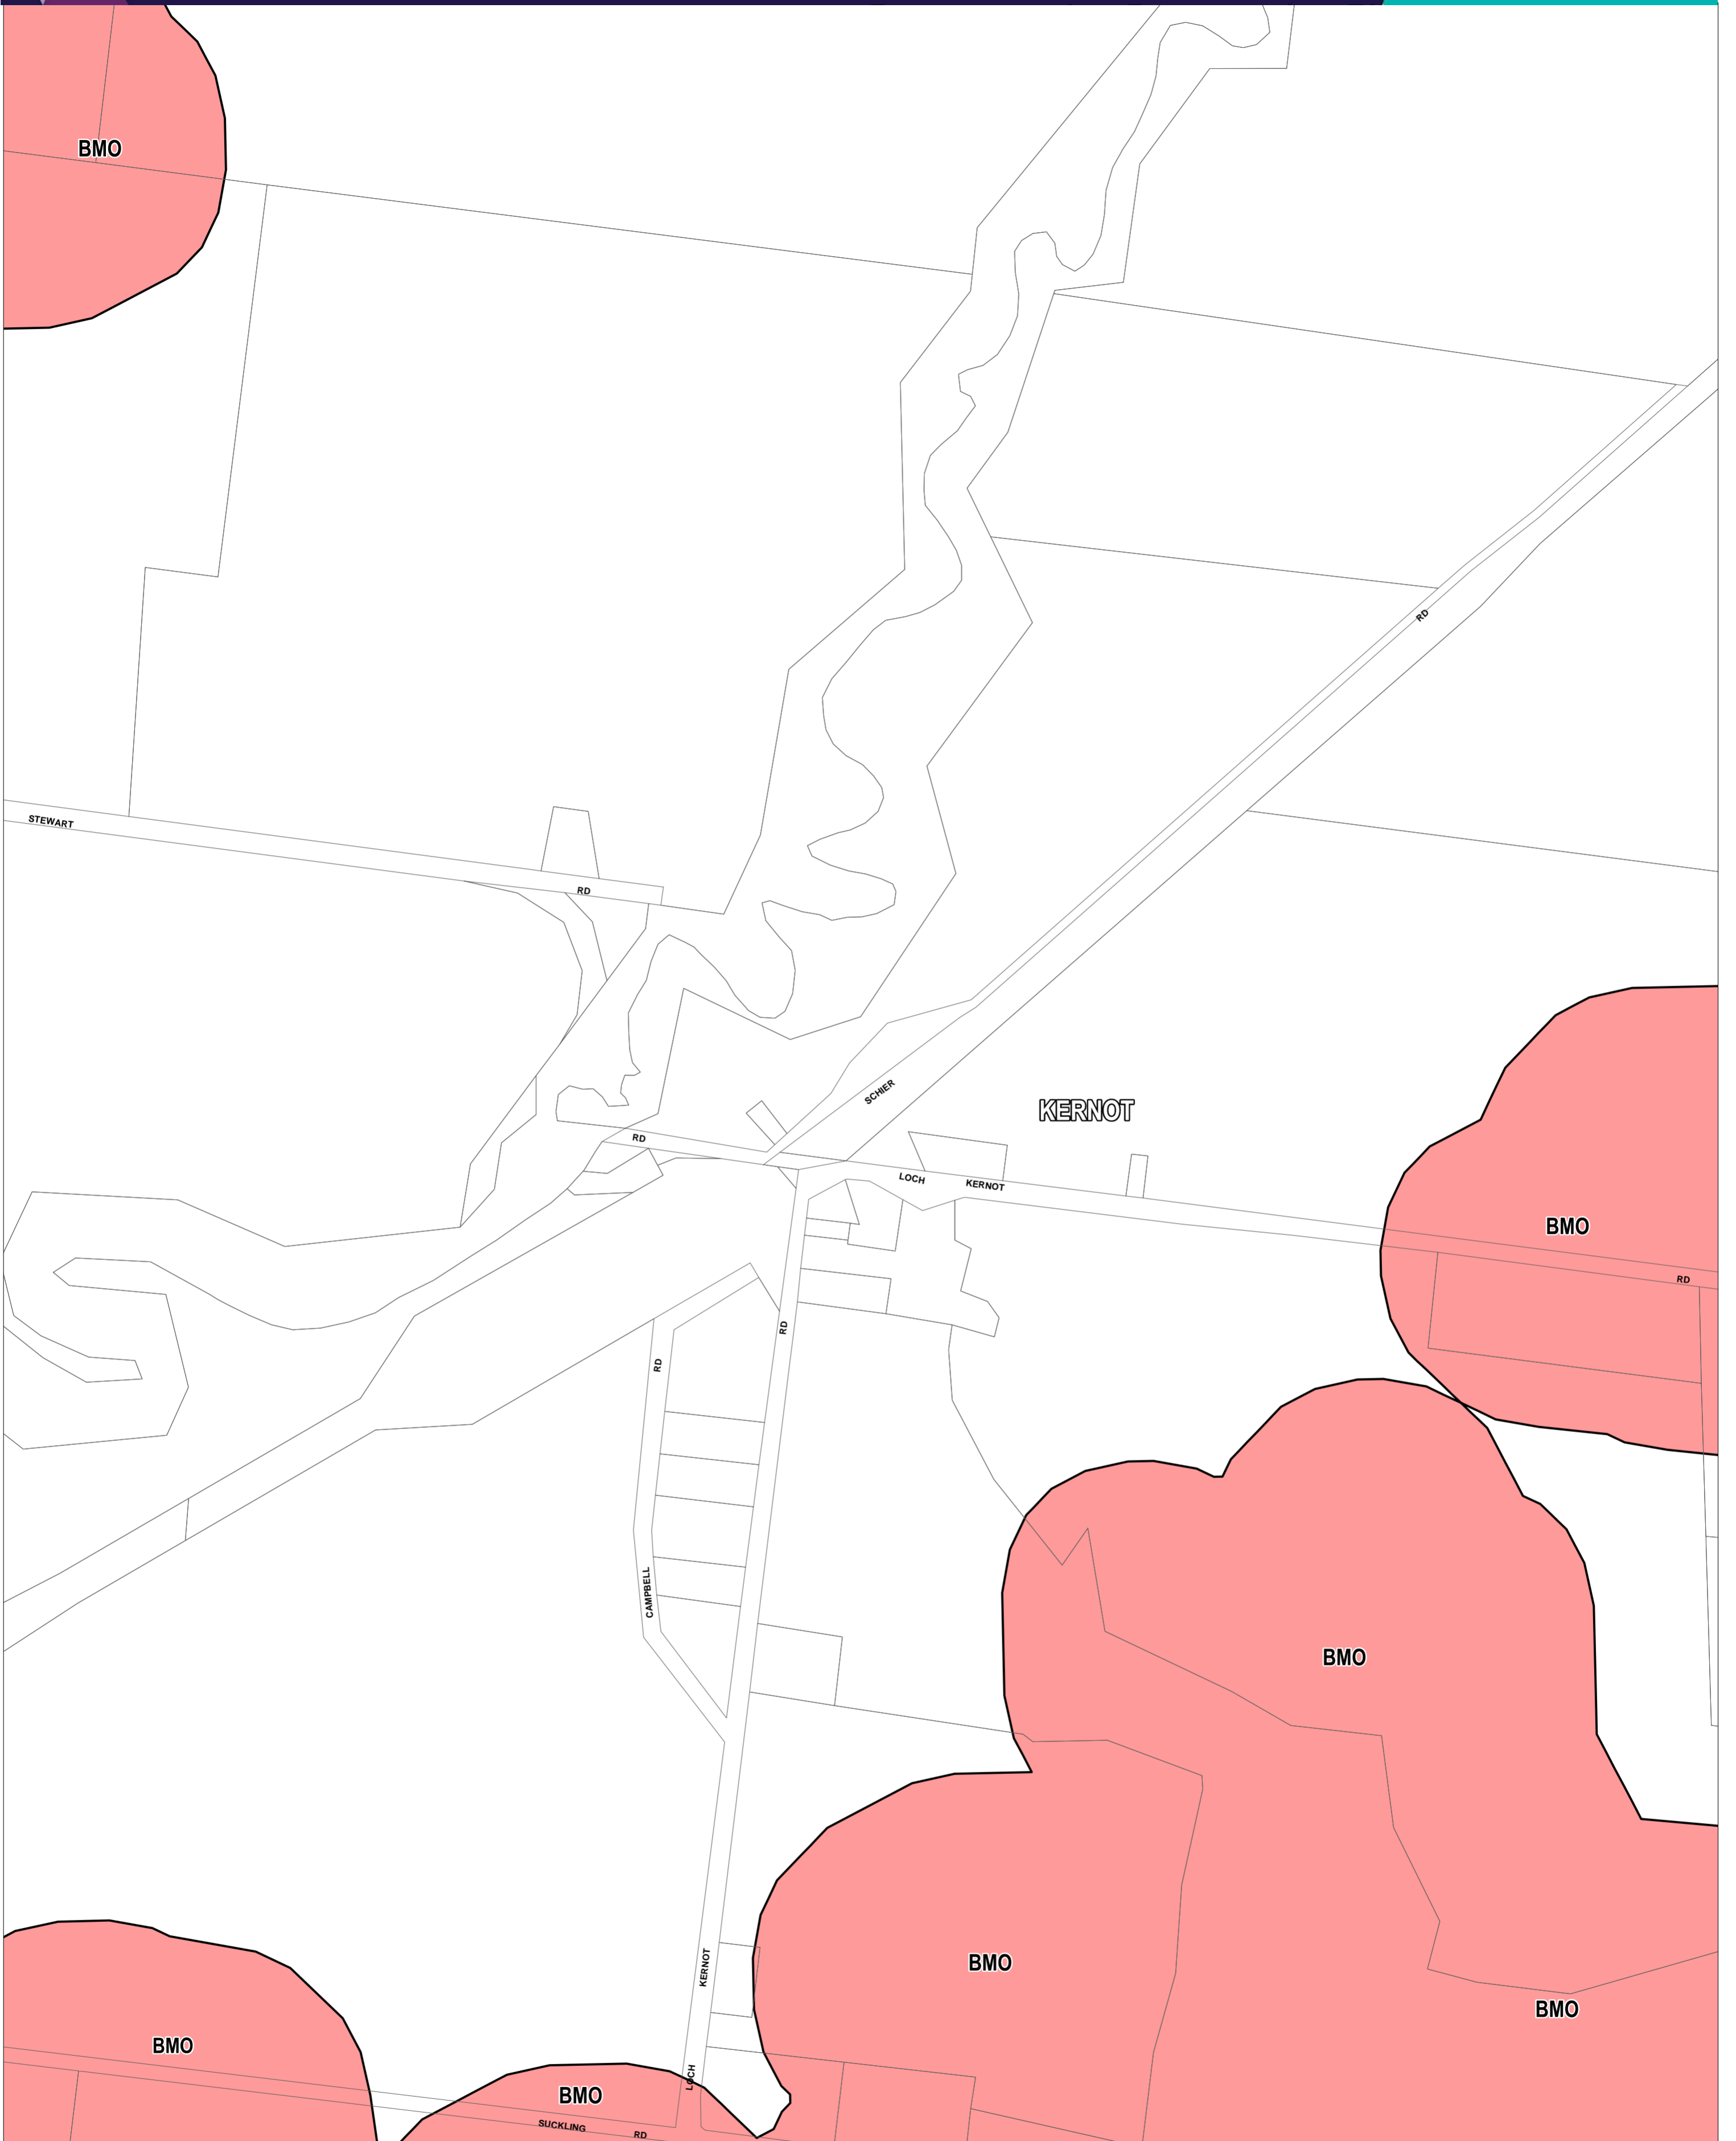 BMO
RD
STEWART
RD
SCHIER
KERNOT
RD
LOCH
KERNOT
BMO
RD
RD
RD
CAMPBELL
BMO
KERNOT
BMO
BMO
BMO
LOCH
BMO
SUCKLING
RD